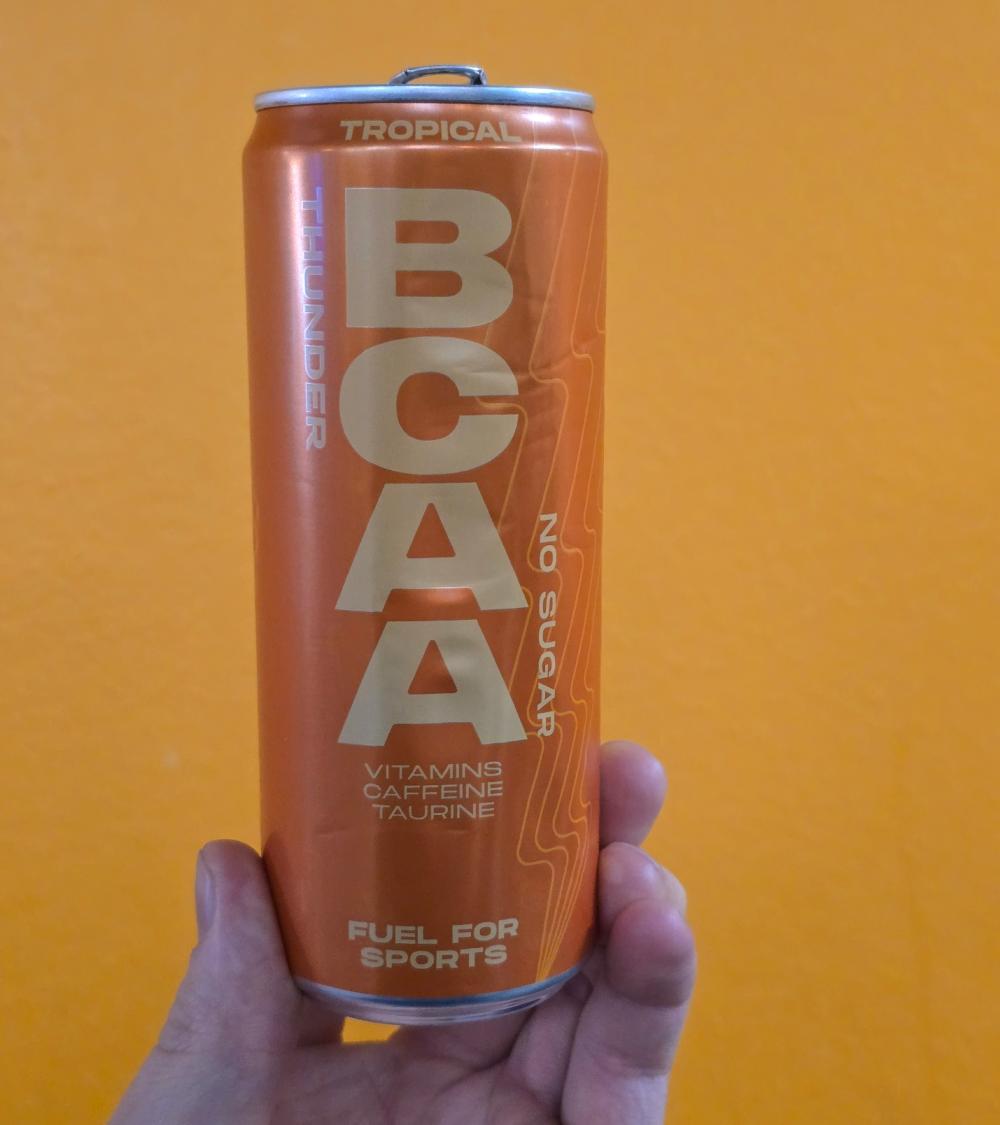 TROPICAL
THUNDER
BCAA
NO SUGAR
VITAMINS
CAFFEINE
TAURINE
FUEL FOR
SPORTS